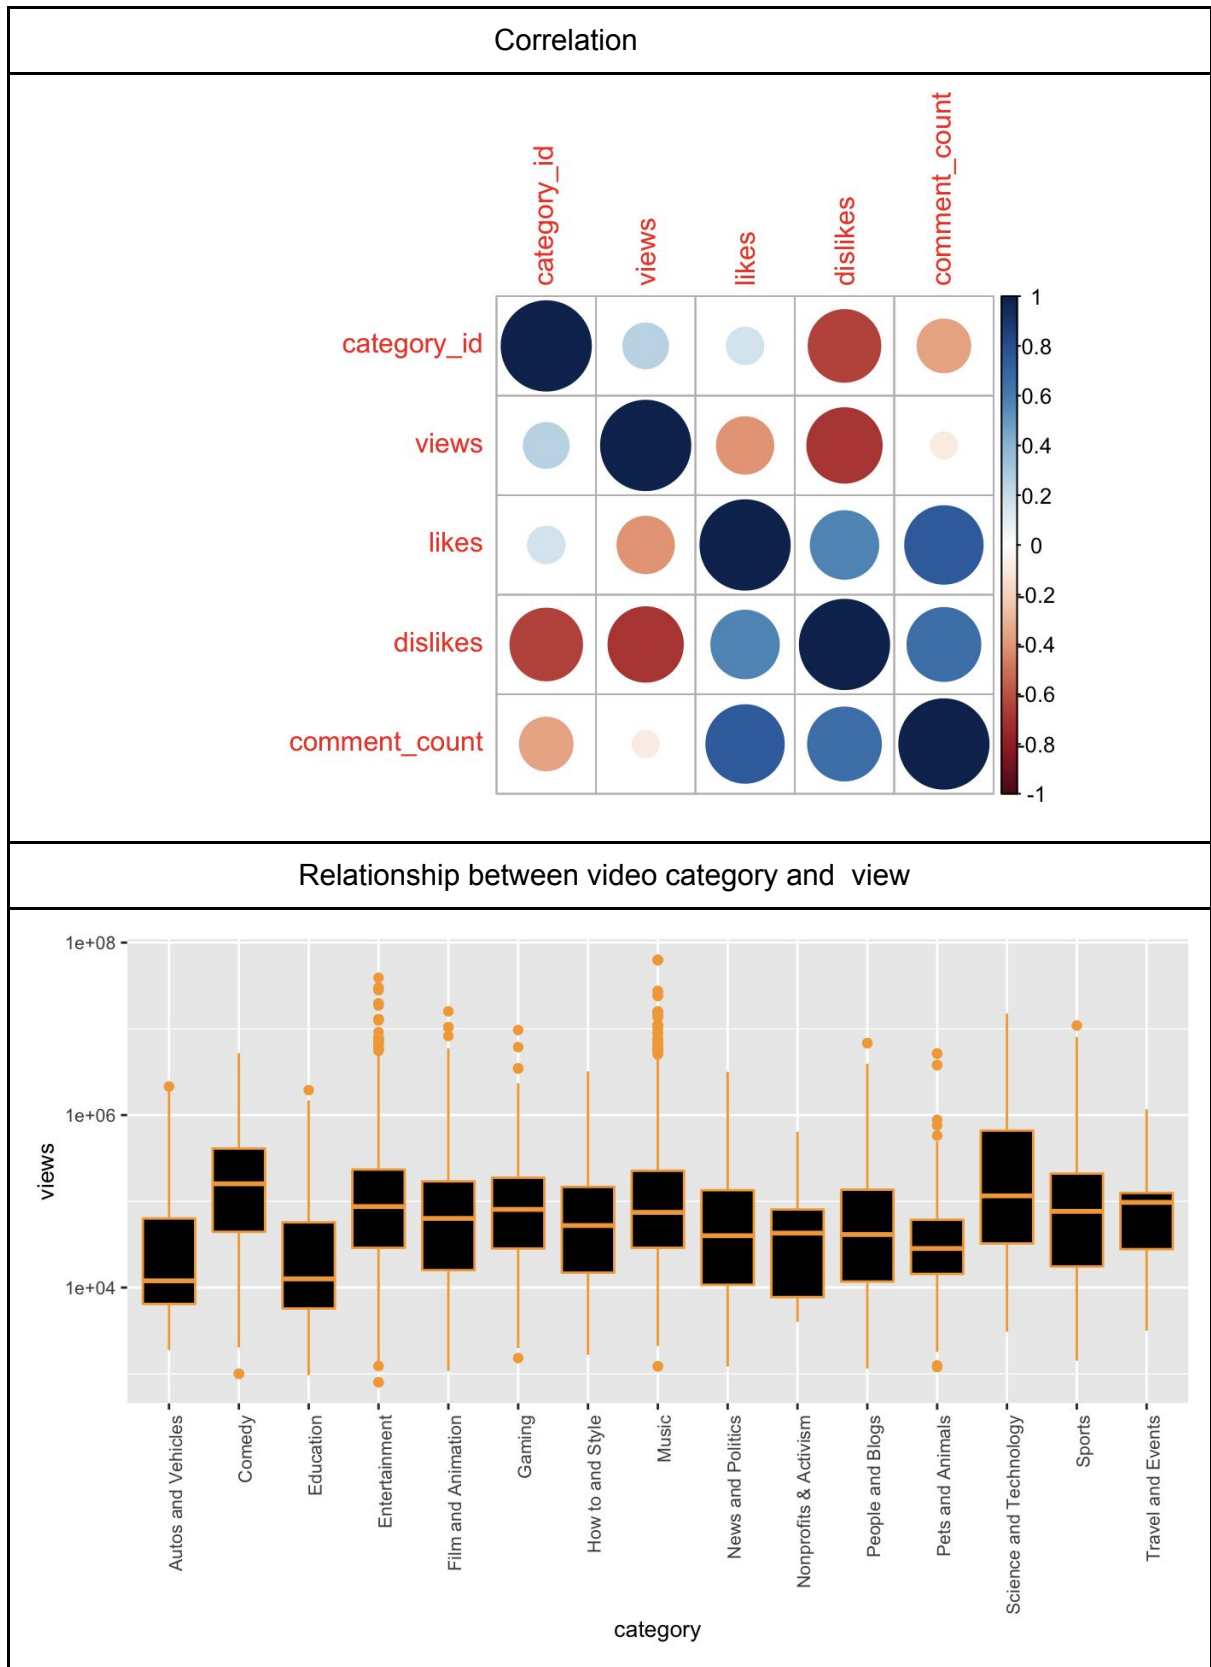 Correlation
category_id
views
likes
dislikes
comment_count
category_id
views
likes
dislikes
comment_count
1
0.8
0.6
0.4
0.2
0
-0.2
-0.4
-0.6
-0.8
-1
Relationship between video category and view
1e+08
1e+06
1e+04
views
Autos and Vehicles
Comedy
Education
Entertainment
Film and Animation
Gaming
How to and Style
Music
News and Politics
Nonprofits & Activism
People and Blogs
Pets and Animals
Science and Technology
Sports
Travel and Events
category